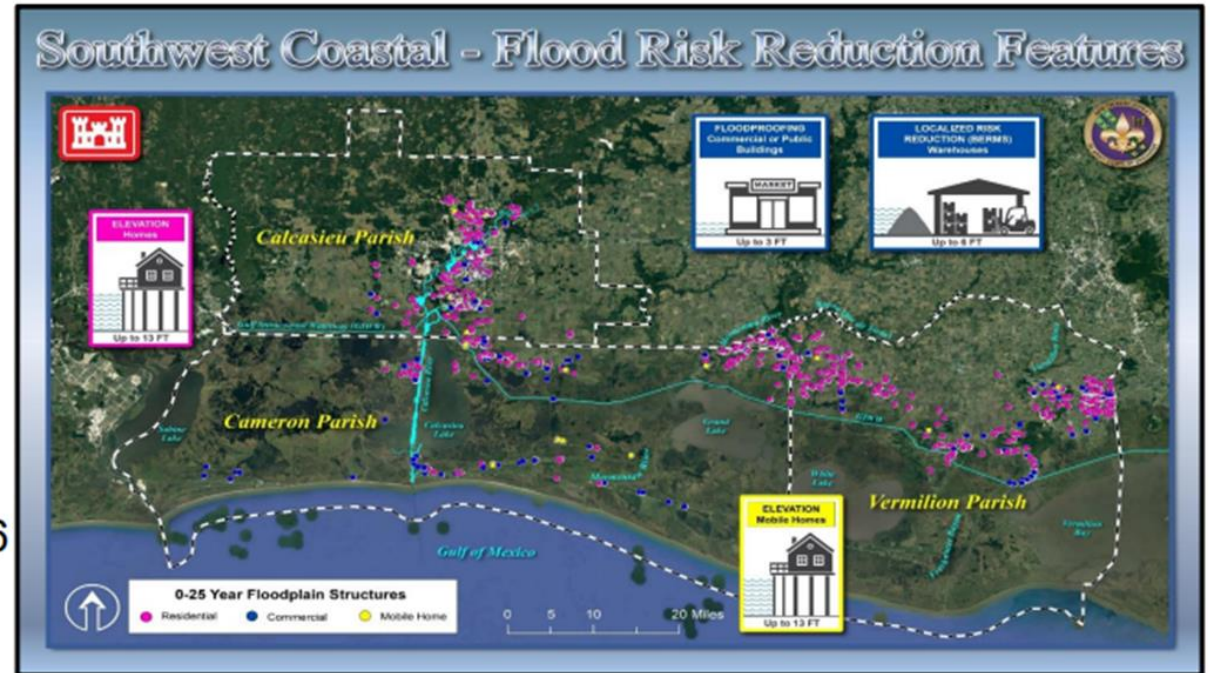 Southwest Coastal - Flood Risk Reduction Features
FLOODPROOFING
Commercial or Public
Buildings
MARKET
Up to 3 FT
LOCALIZED RISK
REDUCTION (BERMS)
Warehouses
Up to 6 FT
ELEVATION
Homes
Up to 13 FT
Calcasieu Parish
Cameron Parish
Sabine
Lake
Calcasieu
Lake
Grand
Lake
GIWW
White
Lake
Vermilion Parish
Vermilion
Bay
Gulf of Mexico
ELEVATION
Mobile Homes
Up to 13 FT
6
0-25 Year Floodplain Structures
Residential
Commercial
Mobile Home
0 5 10 20 Miles